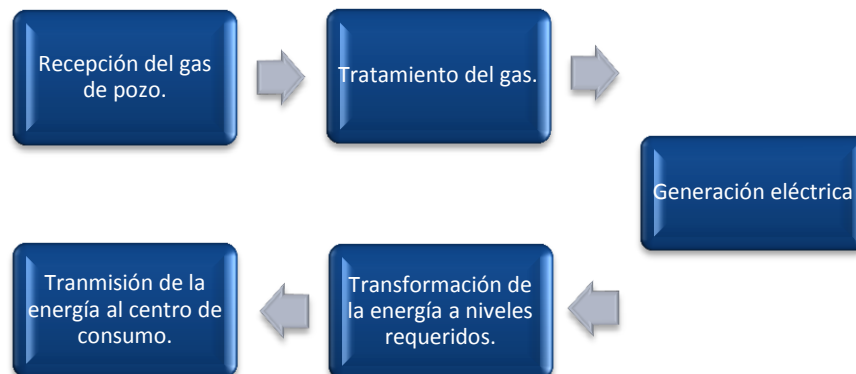 Recepción del gas
de pozo.
Tratamiento del gas.
Generación eléctrica
Transformación de
la energía a niveles
requeridos.
Tranmisión de la
energía al centro de
consumo.